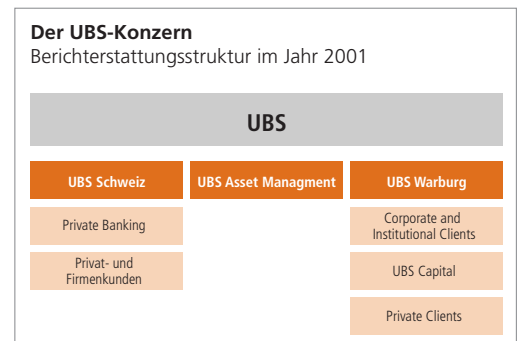 Der UBS-Konzern
Berichterstattungsstruktur im Jahr 2001
UBS
UBS Schweiz
UBS Asset Managment
UBS Warburg
Private Banking
Corporate and
Institutional Clients
Privat- und
Firmenkunden
UBS Capital
Private Clients